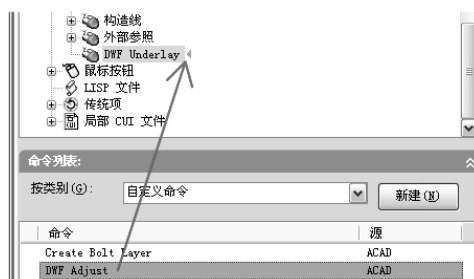 构造线
外部参照
DWF Underlay
鼠标按钮
LISP 文件
传统项
局部 CUI 文件
命令列表:
按类别(G):
自定义命令
新建(N)
命令 源
Create Bolt Layer ACAD
DWF Adjust ACAD